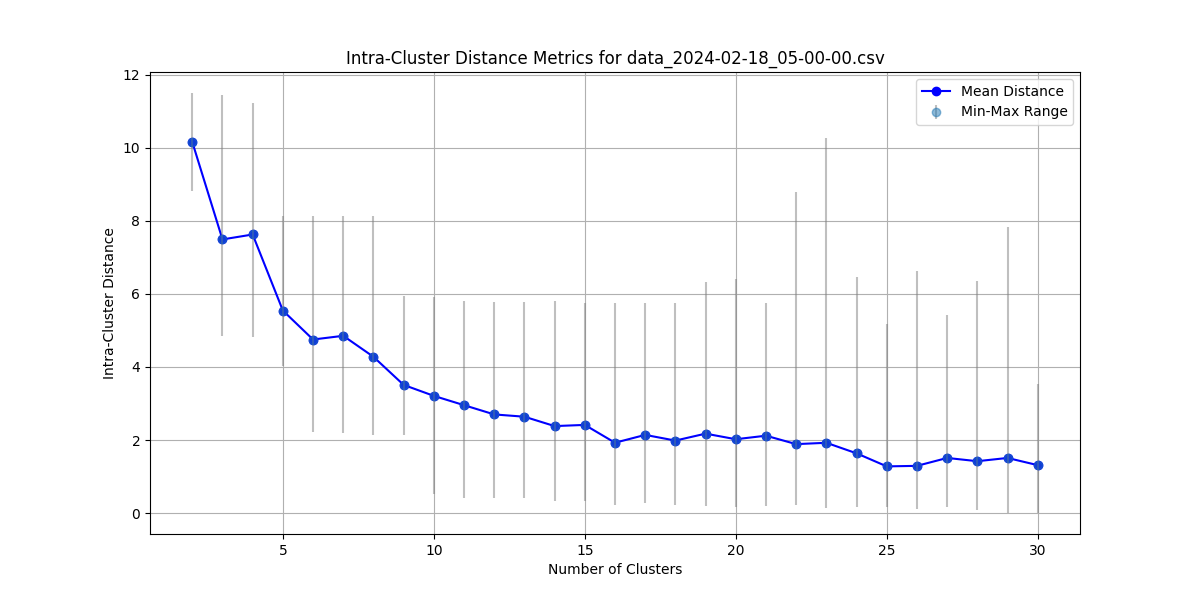 Intra-Cluster Distance Metrics for data_2024-02-18_05-00-00.csv
Mean Distance
Min-Max Range
Intra-Cluster Distance
12
10
8
6
4
2
0
5 10 15 20 25 30
Number of Clusters